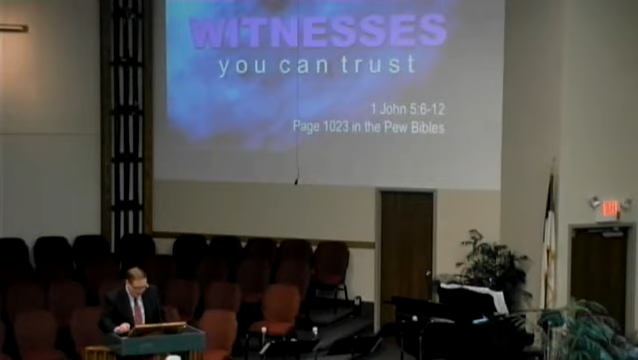 WITNESSES
you can trust
1 John 5:6-12
Page 1023 in the Pew Bibles
EXIT